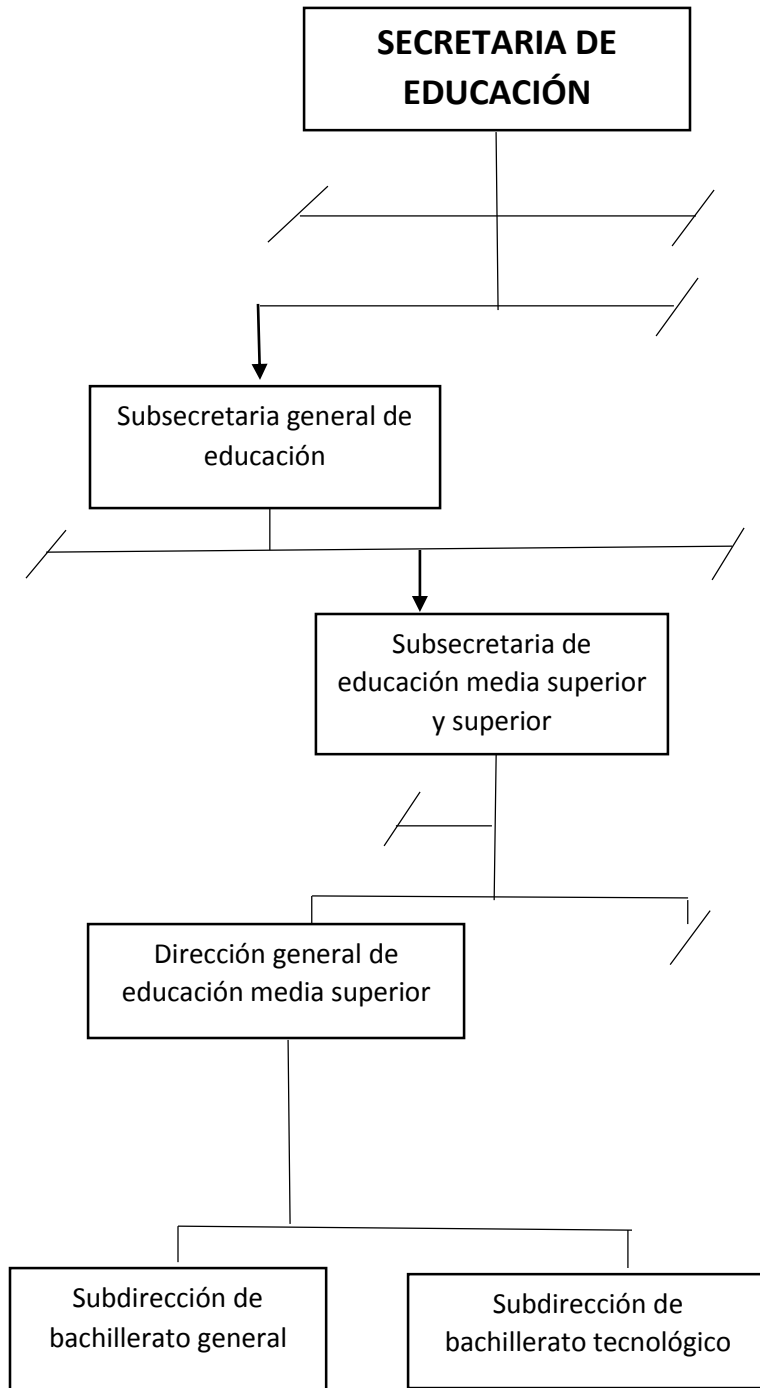 SECRETARIA DE
EDUCACIÓN
Subsecretaria general de
educación
Subsecretaria de
educación media superior
y superior
Dirección general de
educación media superior
Subdirección de
bachillerato general
Subdirección de
bachillerato tecnológico